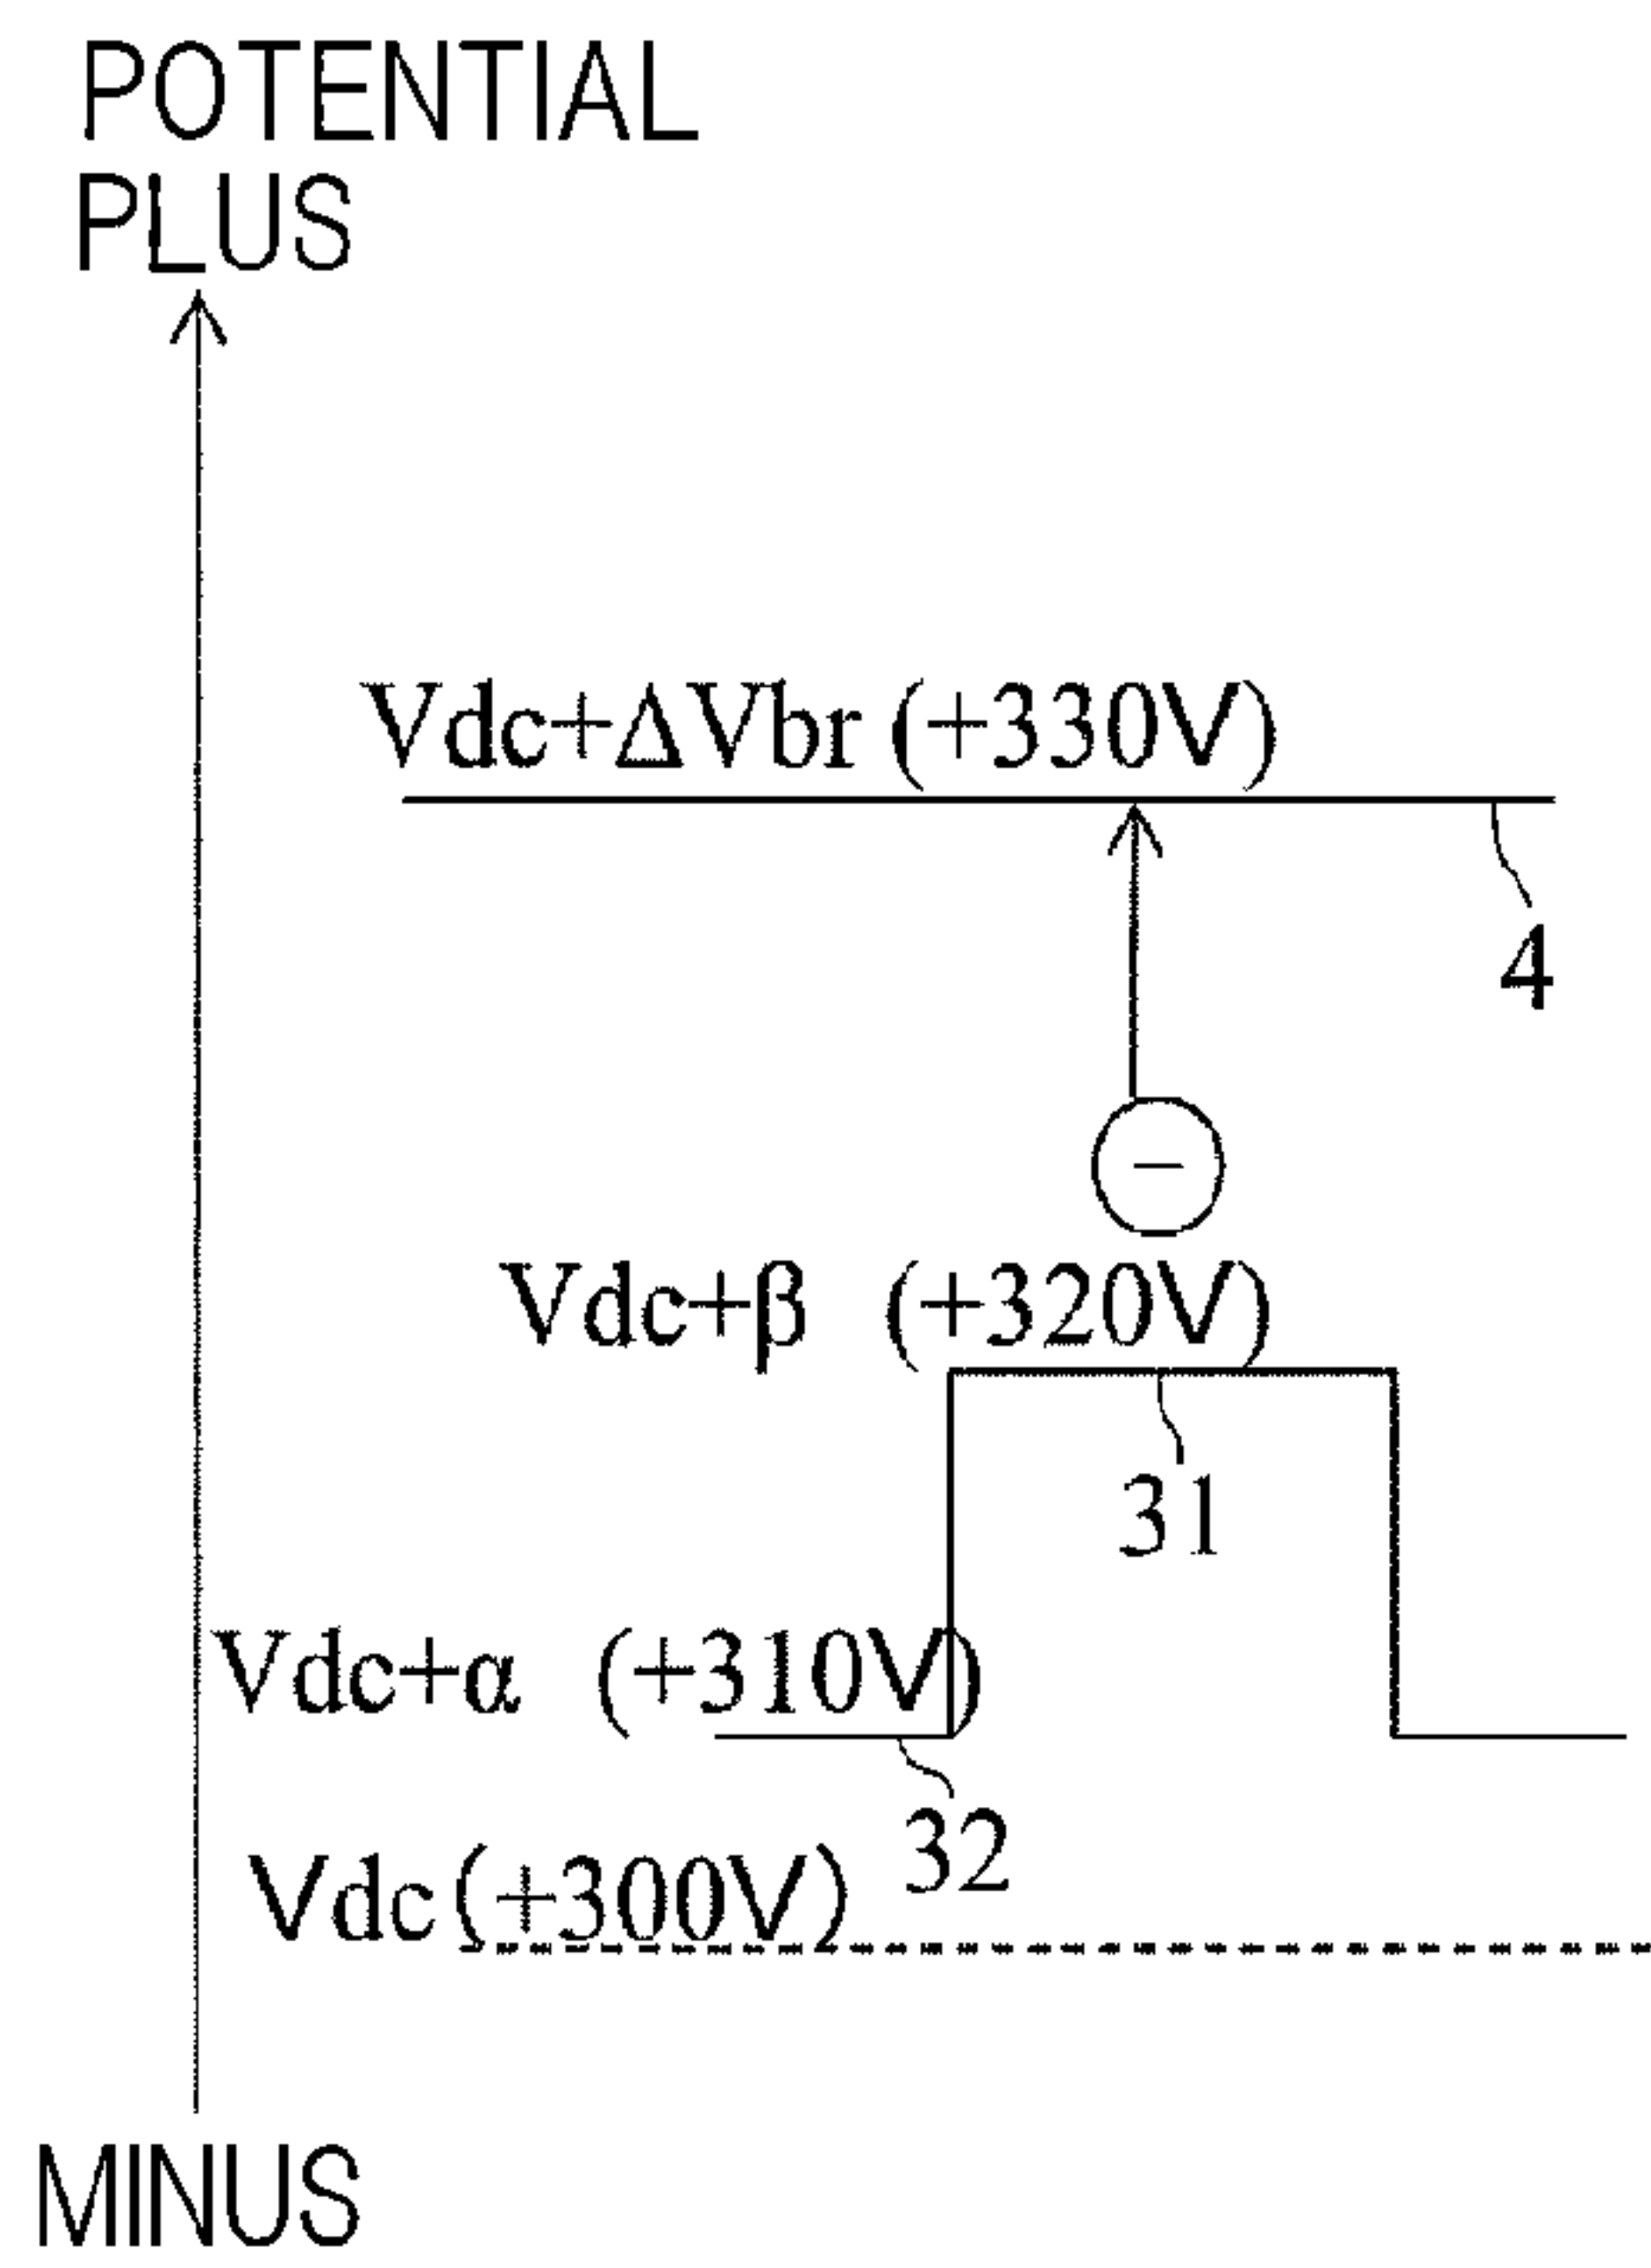 POTENTIAL
PLUS
Vdc+ΔVbr (+330V)
4
−
Vdc+β (+320V)
31
Vdc+α (+310V)
32
Vdc(+300V)
MINUS